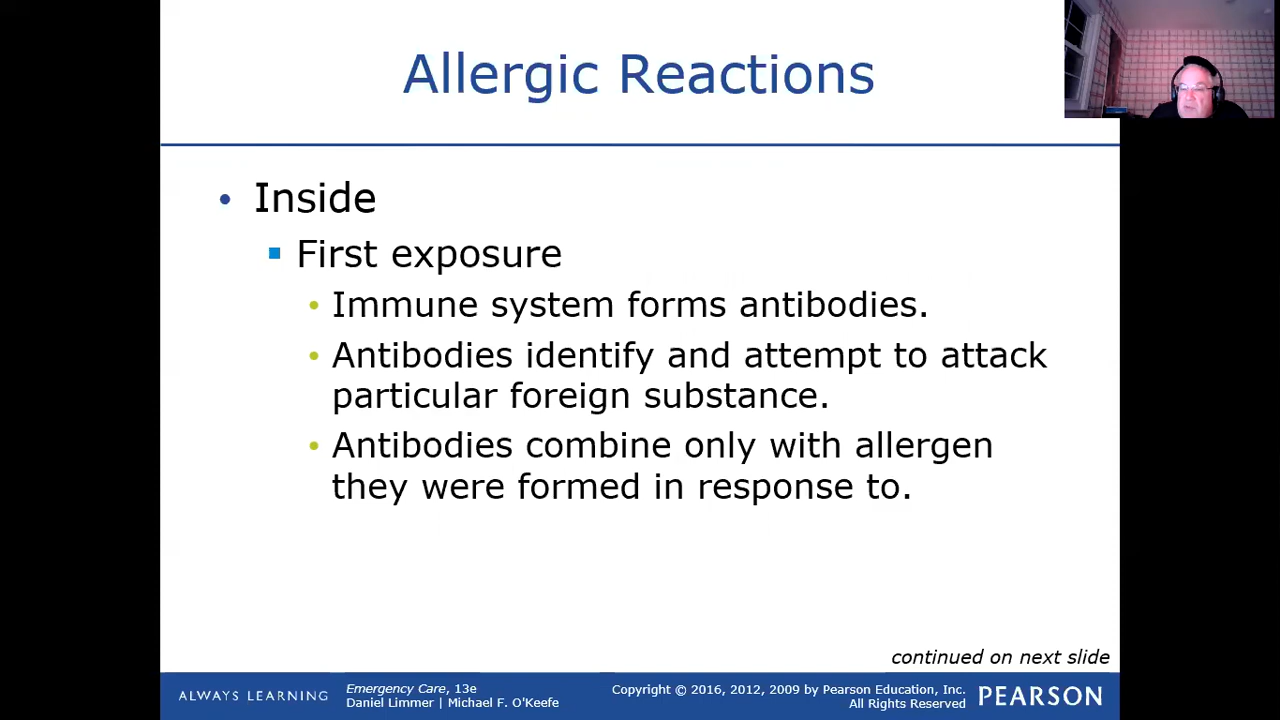 Allergic Reactions
• Inside
▪ First exposure
• Immune system forms antibodies.
• Antibodies identify and attempt to attack
particular foreign substance.
• Antibodies combine only with allergen
they were formed in response to.
continued on next slide
ALWAYS LEARNING
Emergency Care, 13e
Daniel Limmer | Michael F. O'Keefe
Copyright © 2016, 2012, 2009 by Pearson Education, Inc.
All Rights Reserved
PEARSON